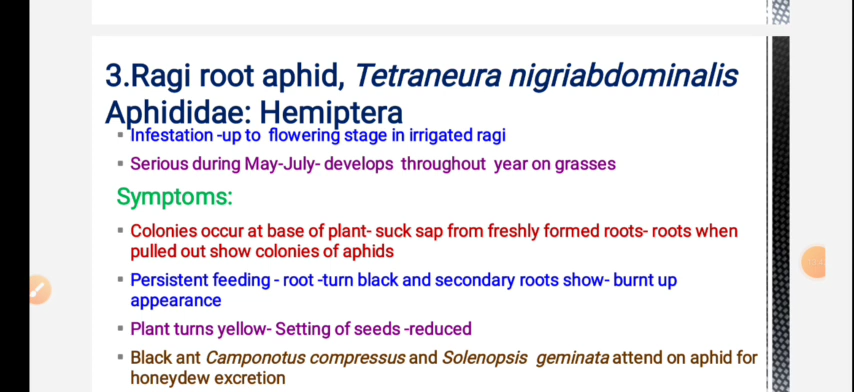 3.Ragi root aphid, Tetraneura nigriabdominalis
Aphididae: Hemiptera
▪ Infestation -up to flowering stage in irrigated ragi
▪ Serious during May-July- develops throughout year on grasses
Symptoms:
▪ Colonies occur at base of plant- suck sap from freshly formed roots- roots when
pulled out show colonies of aphids
▪ Persistent feeding - root -turn black and secondary roots show- burnt up
appearance
▪ Plant turns yellow- Setting of seeds -reduced
▪ Black ant Camponotus compressus and Solenopsis geminata attend on aphid for
honeydew excretion